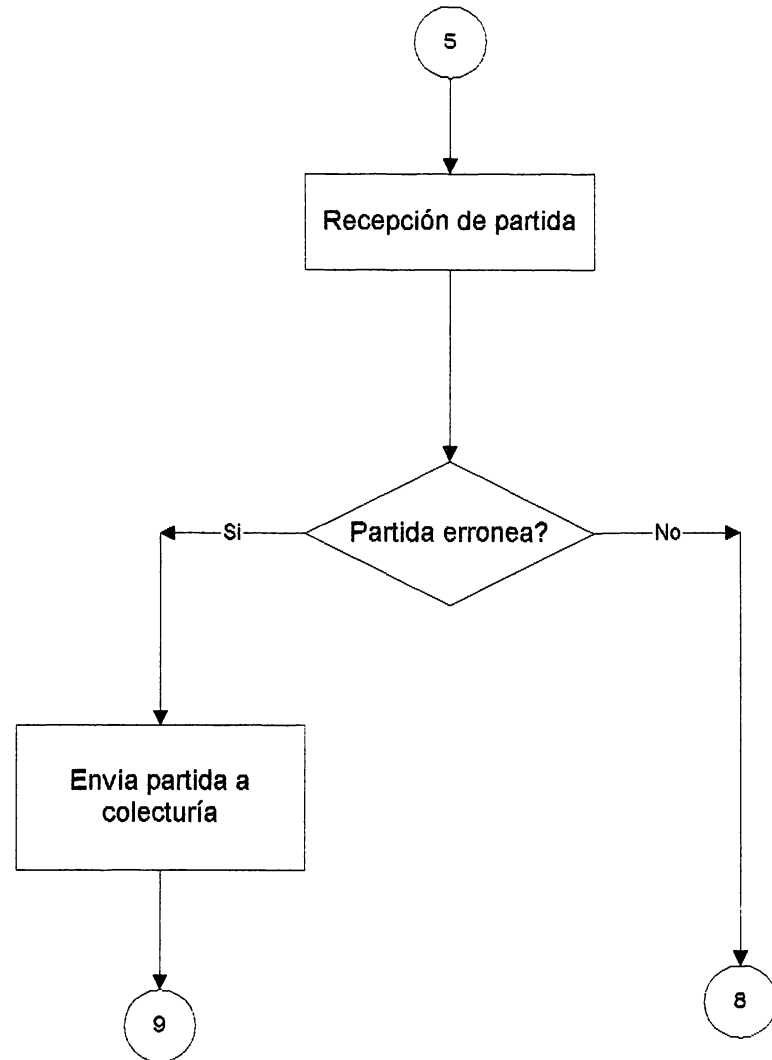 5
Recepción de partida
Partida erronea?
Si
No
Envia partida a
colecturía
9
8